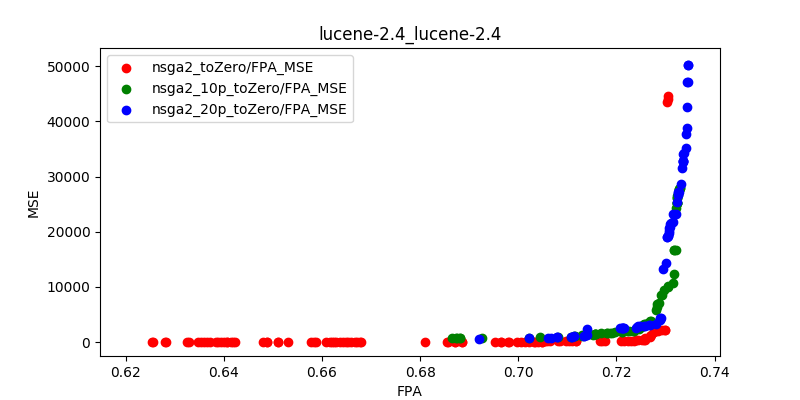 lucene-2.4_lucene-2.4
nsga2_toZero/FPA_MSE
nsga2_10p_toZero/FPA_MSE
nsga2_20p_toZero/FPA_MSE
50000
40000
30000
20000
10000
0
MSE
0.62 0.64 0.66 0.68 0.70 0.72 0.74
FPA